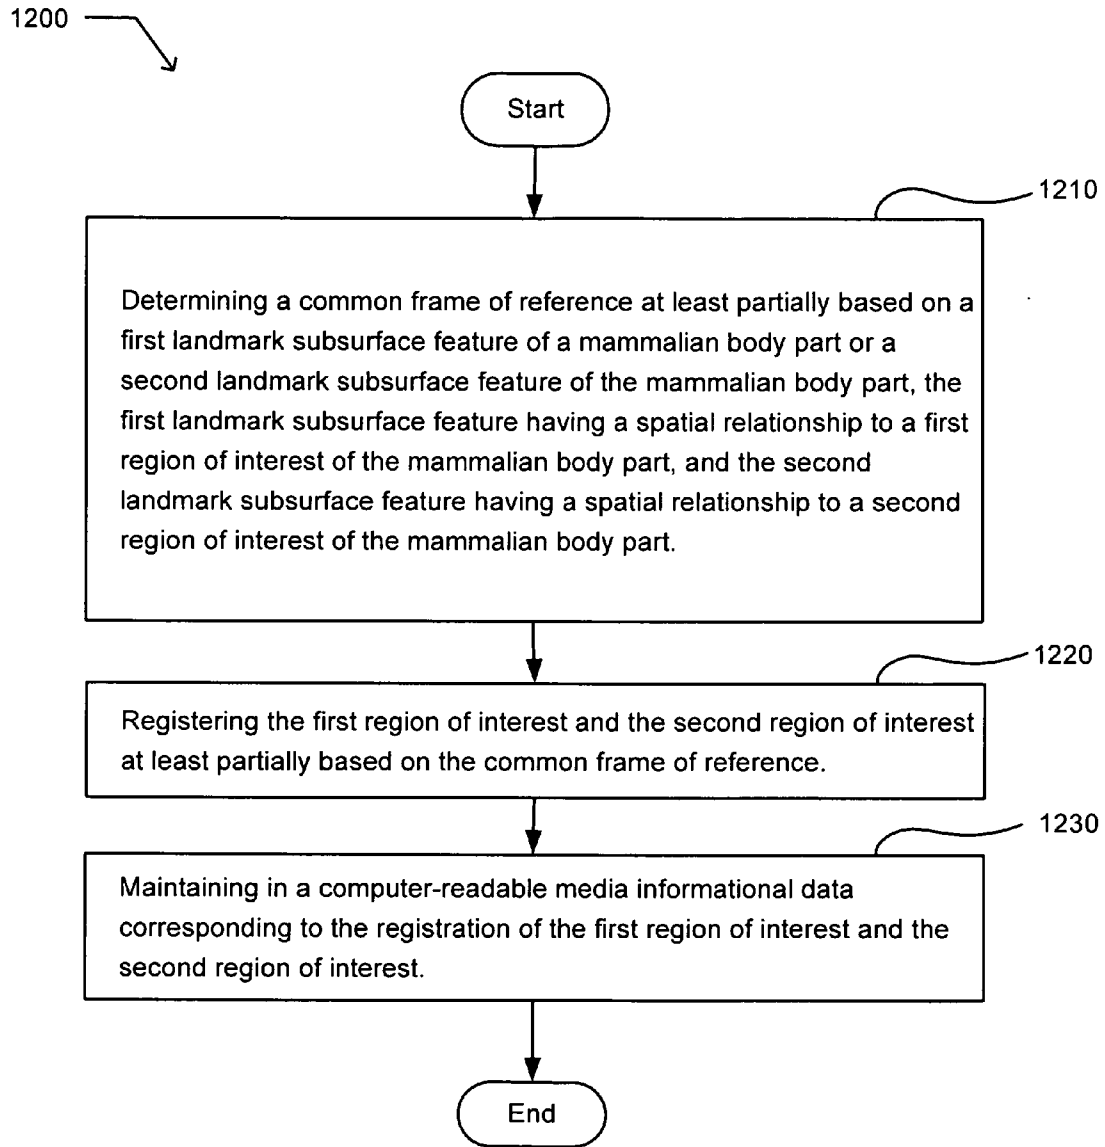 1200
Start
1210
Determining a common frame of reference at least partially based on a
first landmark subsurface feature of a mammalian body part or a
second landmark subsurface feature of the mammalian body part, the
first landmark subsurface feature having a spatial relationship to a first
region of interest of the mammalian body part, and the second
landmark subsurface feature having a spatial relationship to a second
region of interest of the mammalian body part.
1220
Registering the first region of interest and the second region of interest
at least partially based on the common frame of reference.
1230
Maintaining in a computer-readable media informational data
corresponding to the registration of the first region of interest and the
second region of interest.
End